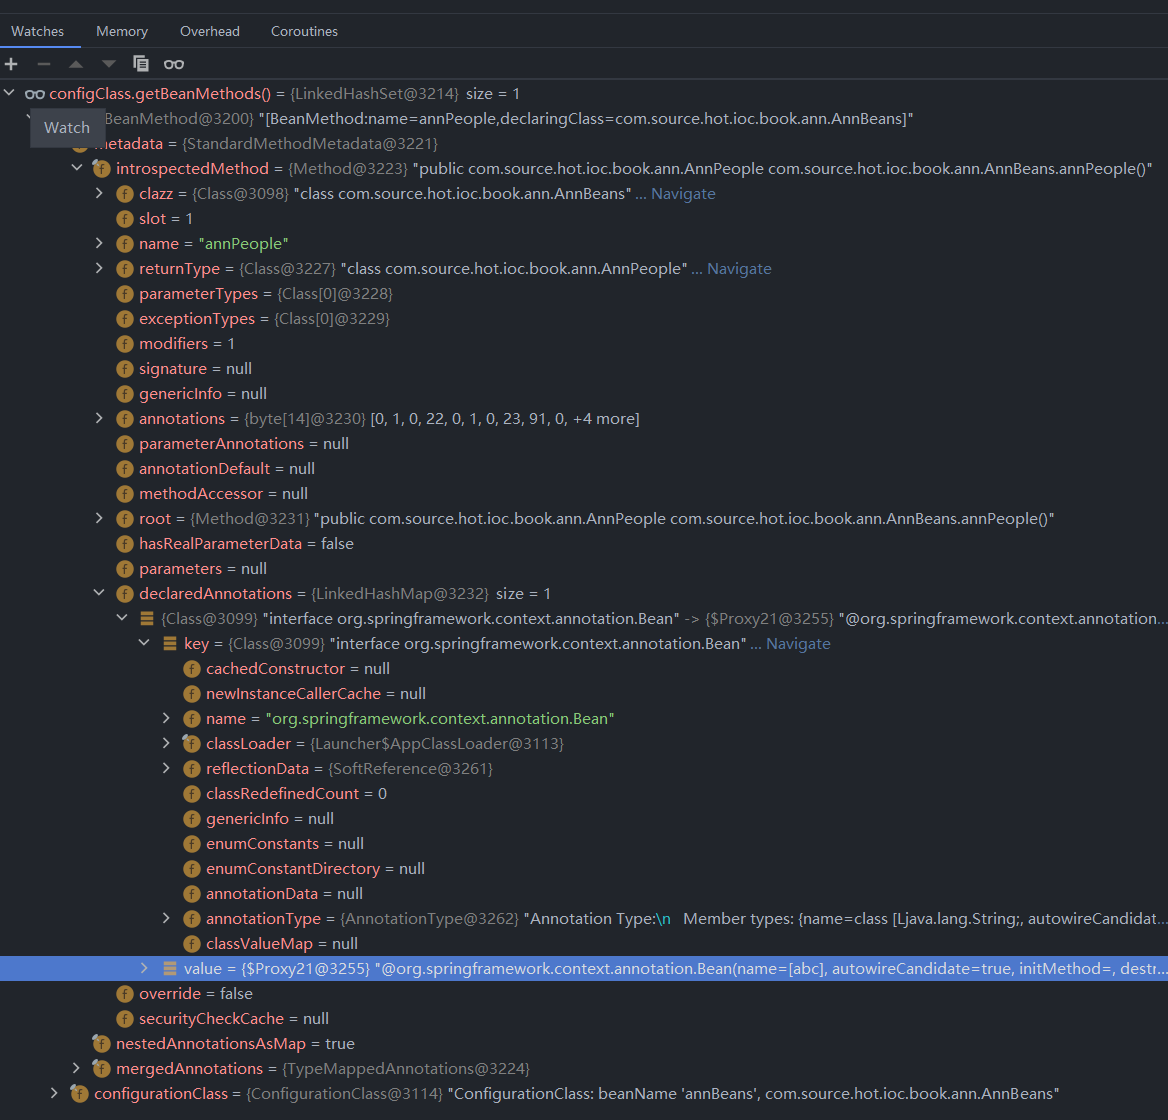 Watches Memory Overhead Coroutines
configClass.getBeanMethods() = {LinkedHashSet@3214} size = 1
BeanMethod@3200} "[BeanMethod:name=annPeople,declaringClass=com.source.hot.ioc.book.ann.AnnBeans]"
Watch
metadata = {StandardMethodMetadata@3221}
introspectedMethod = {Method@3223} "public com.source.hot.ioc.book.ann.AnnPeople com.source.hot.ioc.book.ann.AnnBeans.annPeople()"
clazz = {Class@3098} "class com.source.hot.ioc.book.ann.AnnBeans" ... Navigate
slot = 1
name = "annPeople"
returnType = {Class@3227} "class com.source.hot.ioc.book.ann.AnnPeople" ... Navigate
parameterTypes = {Class[0]@3228}
exceptionTypes = {Class[0]@3229}
modifiers = 1
signature = null
genericInfo = null
annotations = {byte[14]@3230} [0, 1, 0, 22, 0, 1, 0, 23, 91, 0, +4 more]
parameterAnnotations = null
annotationDefault = null
methodAccessor = null
root = {Method@3231} "public com.source.hot.ioc.book.ann.AnnPeople com.source.hot.ioc.book.ann.AnnBeans.annPeople()"
hasRealParameterData = false
parameters = null
declaredAnnotations = {LinkedHashMap@3232} size = 1
{Class@3099} "interface org.springframework.context.annotation.Bean" -> {$Proxy21@3255} "@org.springframework.context.annotation...
key = {Class@3099} "interface org.springframework.context.annotation.Bean" ... Navigate
cachedConstructor = null
newInstanceCallerCache = null
name = "org.springframework.context.annotation.Bean"
classLoader = {Launcher$AppClassLoader@3113}
reflectionData = {SoftReference@3261}
classRedefinedCount = 0
genericInfo = null
enumConstants = null
enumConstantDirectory = null
annotationData = null
annotationType = {AnnotationType@3262} "Annotation Type:\n   Member types: {name=class [Ljava.lang.String;, autowireCandidat...
classValueMap = null
value = {$Proxy21@3255} "@org.springframework.context.annotation.Bean(name=[abc], autowireCandidate=true, initMethod=, destr...
override = false
securityCheckCache = null
nestedAnnotationsAsMap = true
mergedAnnotations = {TypeMappedAnnotations@3224}
configurationClass = {ConfigurationClass@3114} "ConfigurationClass: beanName 'annBeans', com.source.hot.ioc.book.ann.AnnBeans"